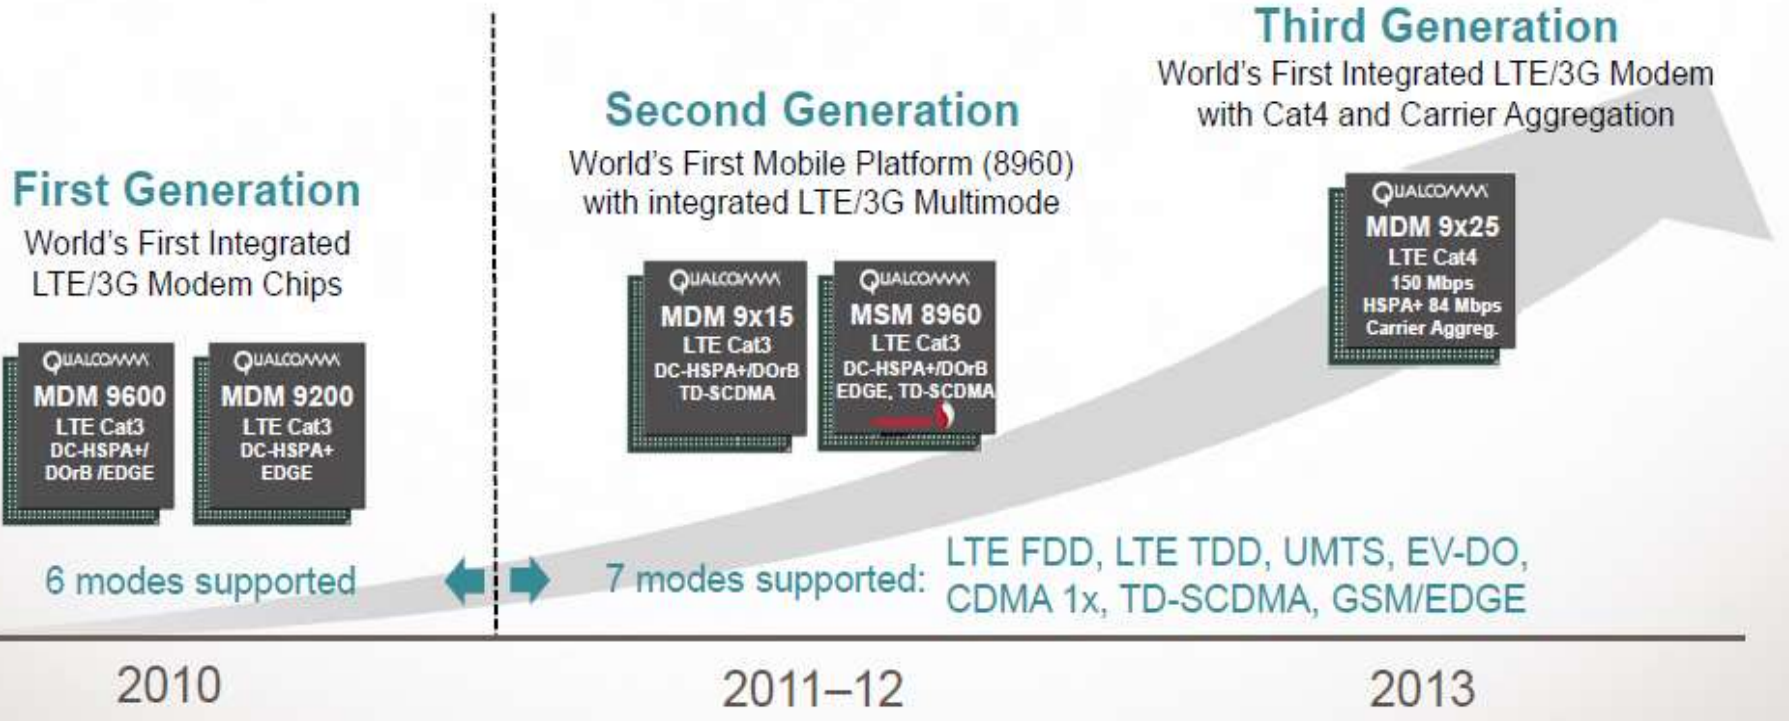 First Generation
World's First Integrated
LTE/3G Modem Chips
QUALCOMM
MDM 9600
LTE Cat3
DC-HSPA+/
DOrB /EDGE
QUALCOMM
MDM 9200
LTE Cat3
DC-HSPA+
EDGE
6 modes supported
2010
Second Generation
World's First Mobile Platform (8960)
with integrated LTE/3G Multimode
QUALCOMM
MDM 9x15
LTE Cat3
DC-HSPA+/DOrB
TD-SCDMA
QUALCOMM
MSM 8960
LTE Cat3
DC-HSPA+/DOrB
EDGE, TD-SCDMA
7 modes supported:
LTE FDD, LTE TDD, UMTS, EV-DO,
CDMA 1x, TD-SCDMA, GSM/EDGE
2011–12
Third Generation
World's First Integrated LTE/3G Modem
with Cat4 and Carrier Aggregation
QUALCOMM
MDM 9x25
LTE Cat4
150 Mbps
HSPA+ 84 Mbps
Carrier Aggreg.
2013